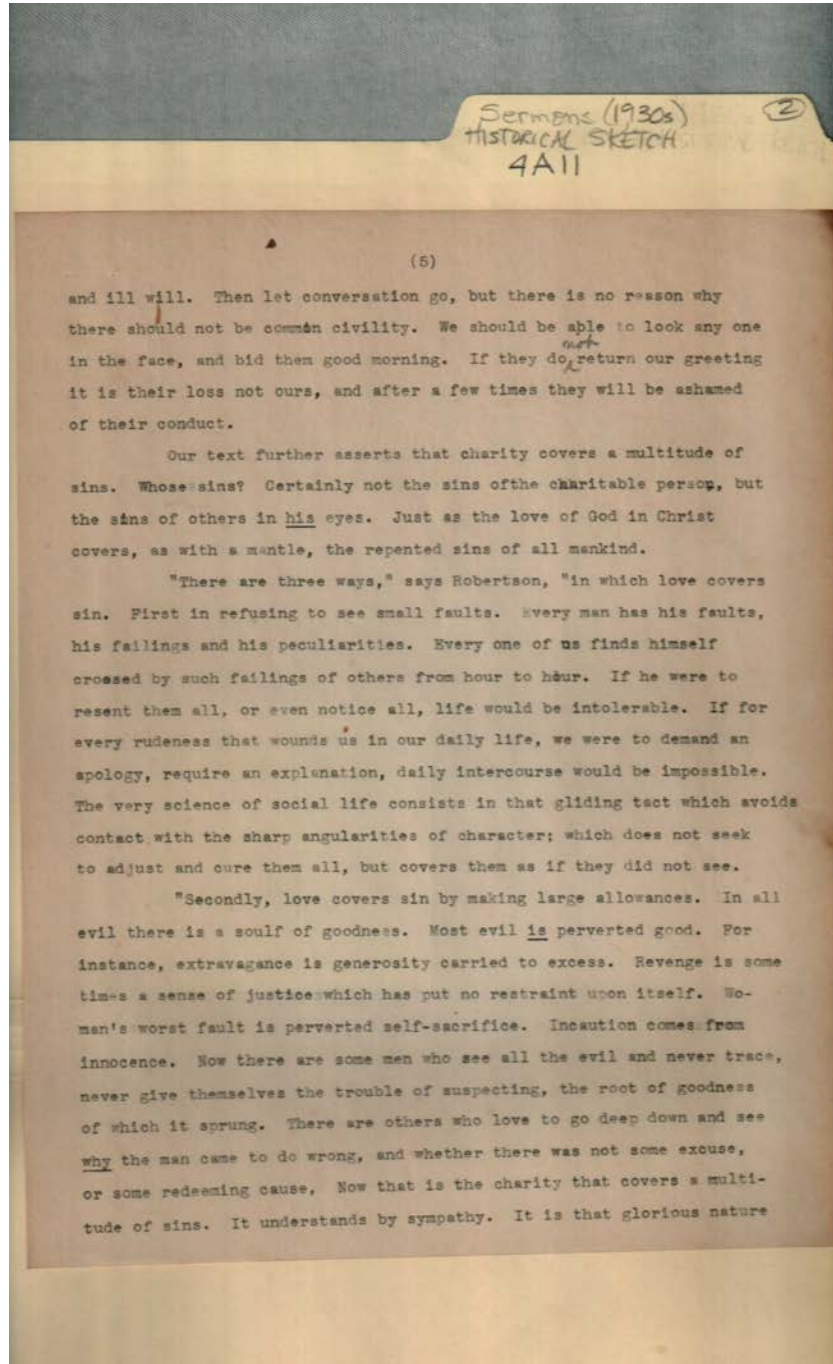 Sermons (1930s)
2
HISTORICAL SKETCH
4A11
(5)
and ill will. Then let conversation go, but there is no reason why
there should not be common civility. We should be able to look any one
not
in the face, and bid them good morning. If they do return our greeting
it is their loss not ours, and after a few times they will be ashamed
of their conduct.
Our text further asserts that charity covers a multitude of
sins. Whose sins? Certainly not the sins ofthe charitable person, but
the sins of others in his eyes. Just as the love of God in Christ
covers, as with a mantle, the repented sins of all mankind.
"There are three ways," says Robertson, "in which love covers
sin. First in refusing to see small faults. Every man has his faults,
his failings and his peculiarities. Every one of us finds himself
crossed by such failings of others from hour to hour. If he were to
resent them all, or even notice all, life would be intolerable. If for
every rudeness that wounds us in our daily life, we were to demand an
apology, require an explanation, daily intercourse would be impossible.
The very science of social life consists in that gliding tact which avoids
contact with the sharp angularities of character; which does not seek
to adjust and cure them all, but covers them as if they did not see.
"Secondly, love covers sin by making large allowances. In all
evil there is a soulf of goodness. Most evil is perverted good. For
instance, extravagance is generosity carried to excess. Revenge is some
times a sense of justice which has put no restraint upon itself. Wo-
man's worst fault is perverted self-sacrifice. Incaution comes from
innocence. Now there are some men who see all the evil and never trace,
never give themselves the trouble of suspecting, the root of goodness
of which it sprung. There are others who love to go deep down and see
why the man came to do wrong, and whether there was not some excuse,
or some redeeming cause, Now that is the charity that covers a multi-
tude of sins. It understands by sympathy. It is that glorious nature